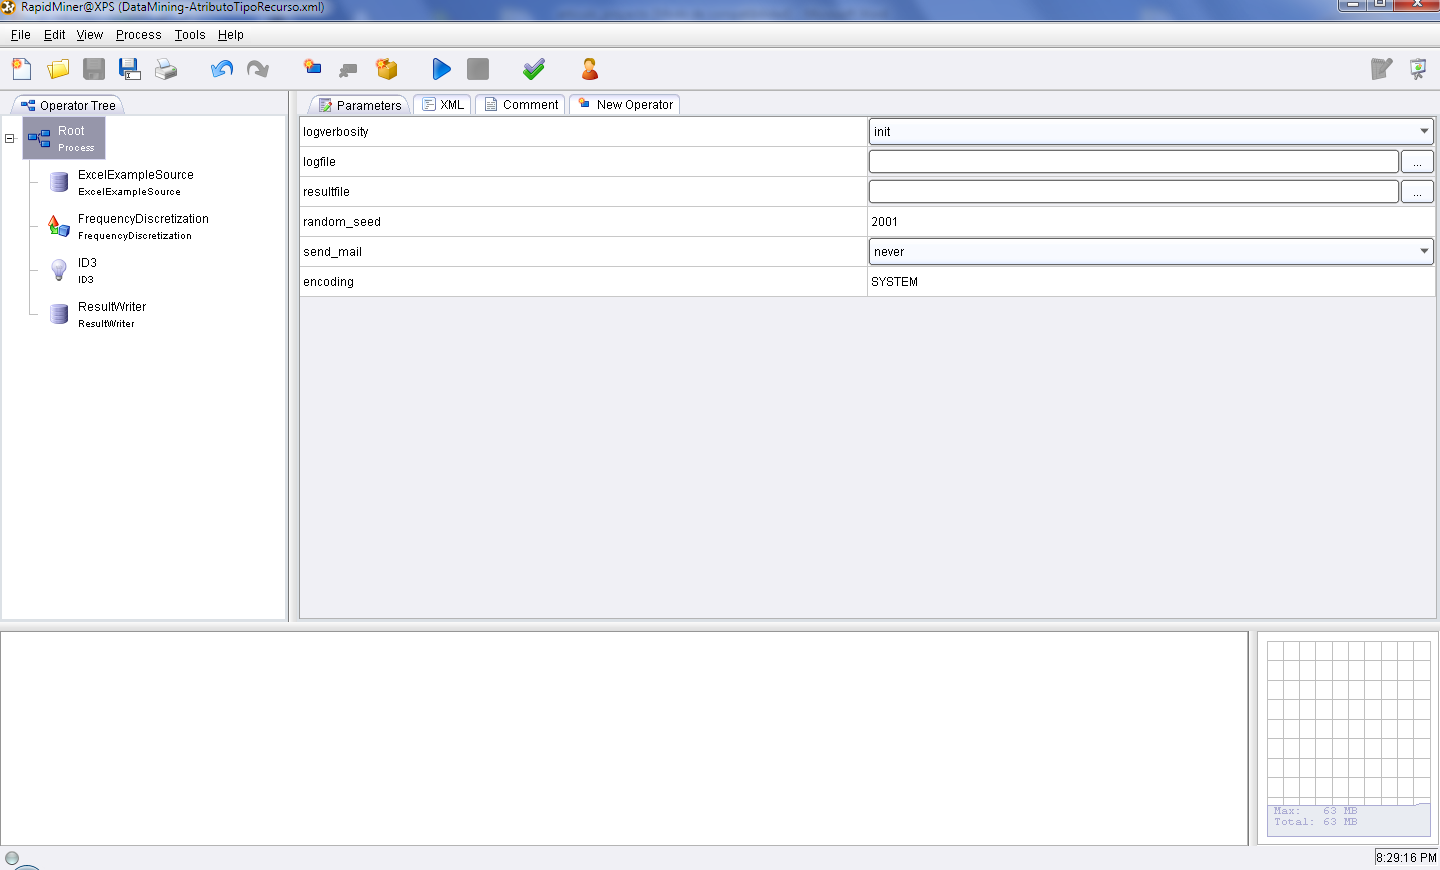 RapidMiner@XPS (DataMining-AtributoTipoRecurso.xml)
File Edit View Process Tools Help
Operator Tree
Parameters XML Comment New Operator
Root
Process
ExcelExampleSource
ExcelExampleSource
FrequencyDiscretization
FrequencyDiscretization
ID3
ID3
ResultWriter
ResultWriter
logverbosity init
logfile ...
resultfile ...
random_seed 2001
send_mail never
encoding SYSTEM
Max: 63 MB
Total: 63 MB
8:29:16 PM